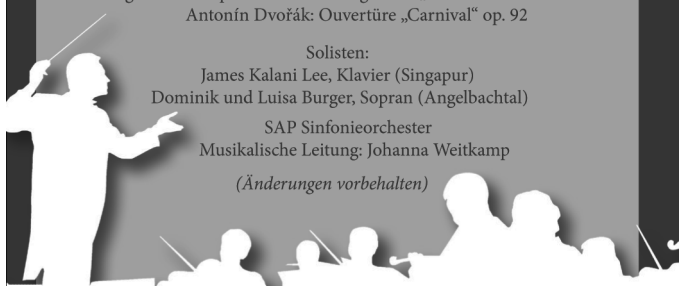 Antonín Dvořák: Ouvertüre „Carnival“ op. 92
Solisten:
James Kalani Lee, Klavier (Singapur)
Dominik und Luisa Burger, Sopran (Angelbachtal)
SAP Sinfonieorchester
Musikalische Leitung: Johanna Weitkamp
(Änderungen vorbehalten)